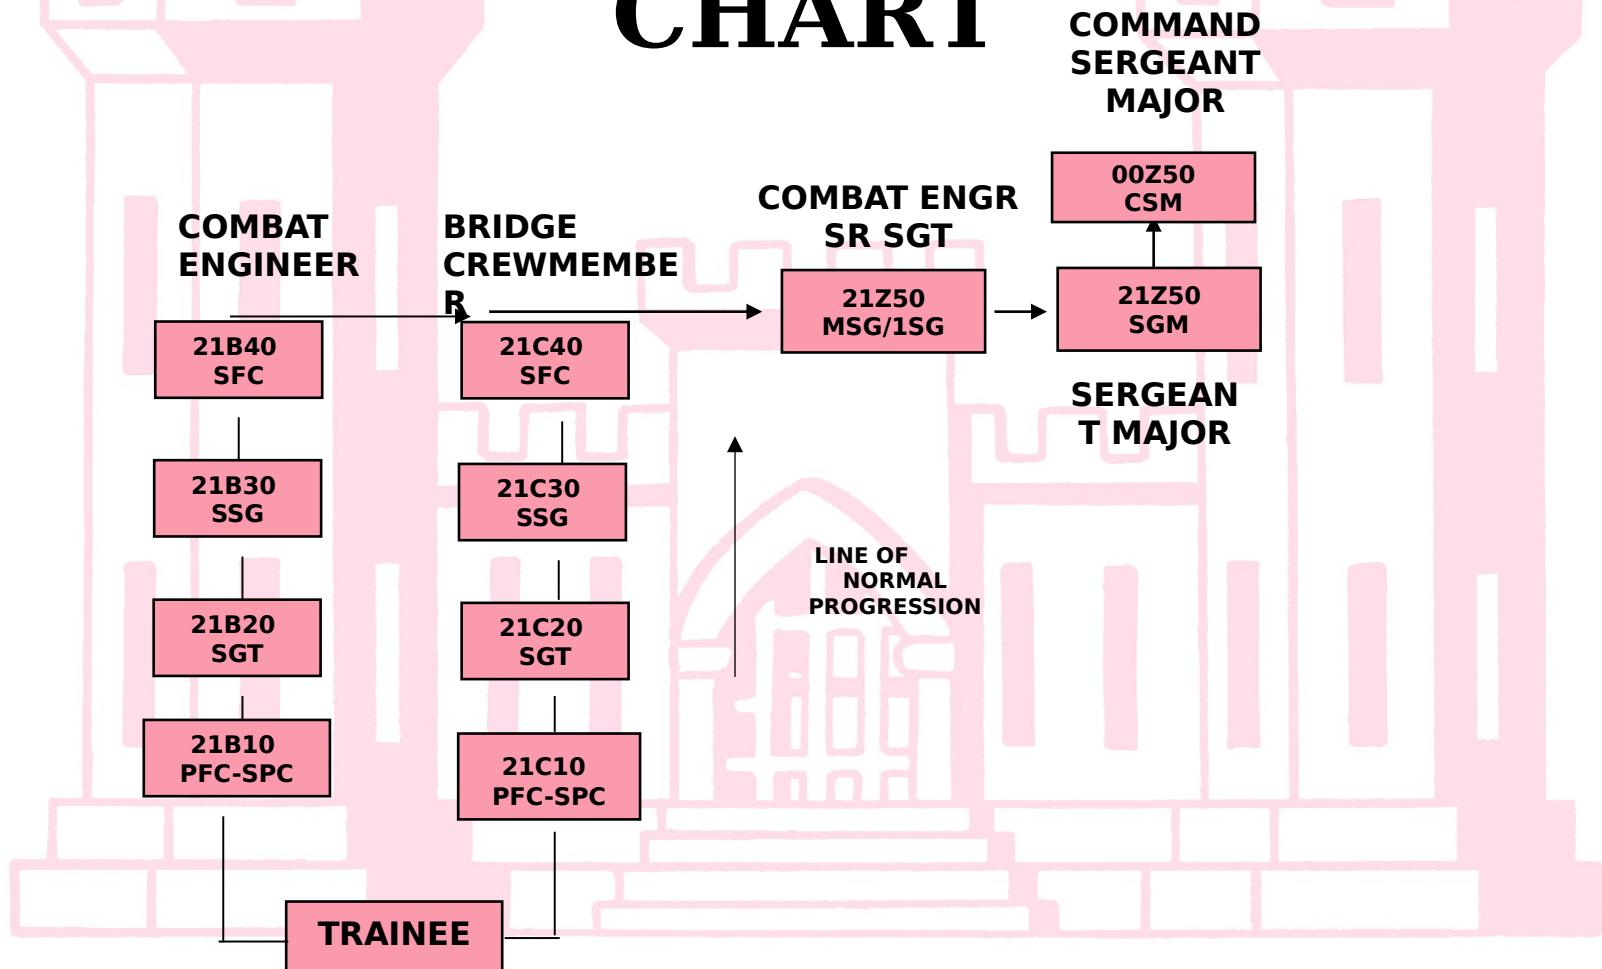 CHART
COMMAND
SERGEANT
MAJOR
00Z50
CSM
COMBAT ENGR
SR SGT
COMBAT
ENGINEER
BRIDGE
CREWMEMBE
R
21Z50
MSG/1SG
21Z50
SGM
21B40
SFC
21C40
SFC
SERGEAN
T MAJOR
21B30
SSG
21C30
SSG
LINE OF
NORMAL
PROGRESSION
21B20
SGT
21C20
SGT
21B10
PFC-SPC
21C10
PFC-SPC
TRAINEE